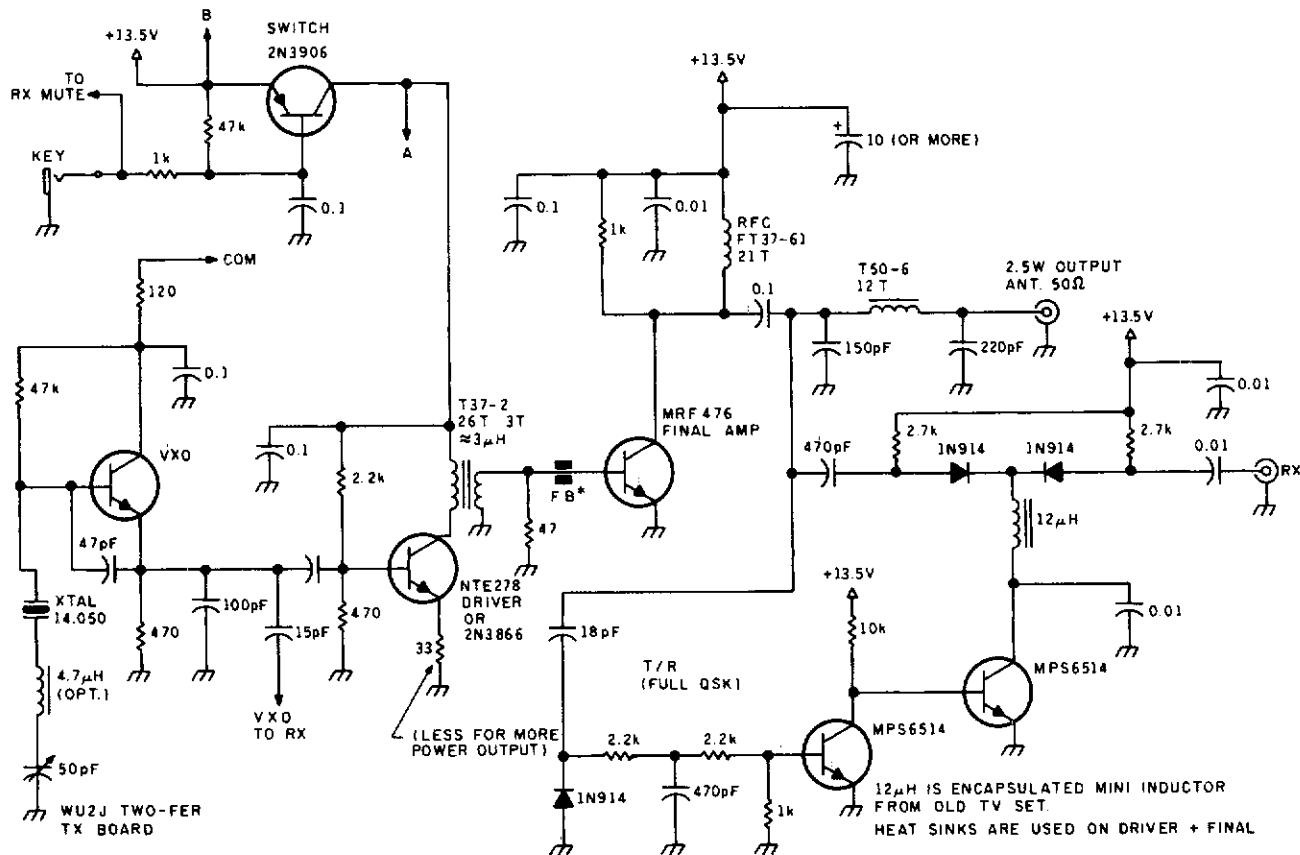 B
SWITCH
2N3906
+13.5V
TO
RX MUTE
47k
KEY
1k
A
0.1
+13.5V
+
10 (OR MORE)
0.1
1k
0.01
RFC
FT37-61
21T
COM
120
47k
0.1
VXO
47pF
XTAL
14.050
470
100pF
15pF
4.7µH
(OPT.)
VXO
TO RX
50pF
WU2J TWO-FER
TX BOARD
T37-2
26T 3T
≈3µH
0.1
2.2k
470
NTE278
DRIVER
OR
2N3866
33
(LESS FOR MORE
POWER OUTPUT)
FB*
47
MRF476
FINAL AMP
0.1
T50-6
12T
2.5W OUTPUT
ANT. 50Ω
150pF
220pF
+13.5V
0.01
2.7k
2.7k
470pF
1N914
1N914
0.01
RX
12µH
0.01
18pF
T/R
(FULL QSK)
+13.5V
10k
MPS6514
MPS6514
2.2k
2.2k
1N914
470pF
1k
12µH IS ENCAPSULATED MINI INDUCTOR
FROM OLD TV SET.
HEAT SINKS ARE USED ON DRIVER + FINAL